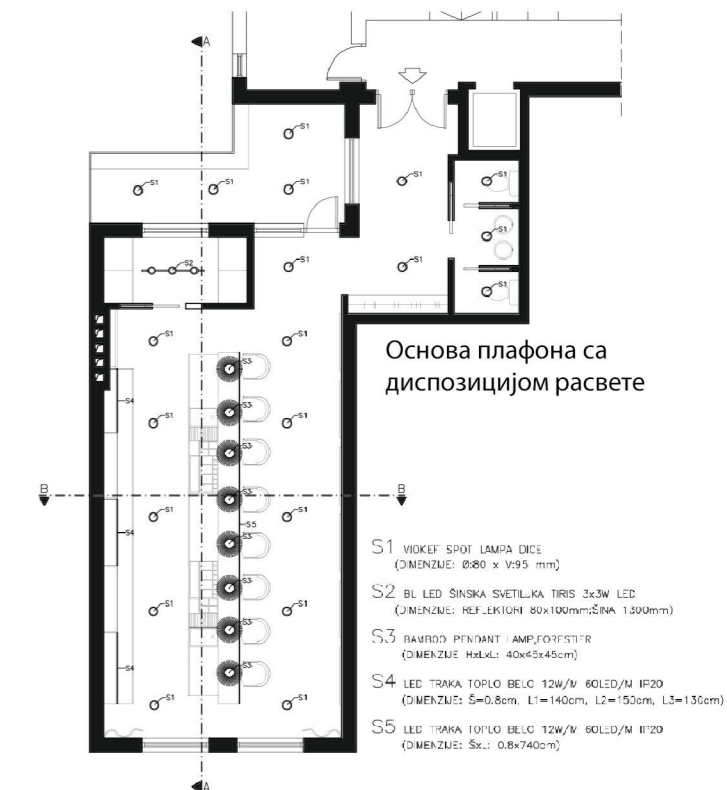 A
S1
S1
S1
S1
S1
S1
S1
S2
S1
S1
S1
Основа плафона са
диспозицијом расвете
S1
S1
S3
S4
S3
S1
S1
S3
B
B
S3
S1
S1
S5
S4
S3
S3
S1
S1
S3
S4
S3
S1
S1
A
S1 VIOKEF SPOT LAMPA DICE
(DIMENZIJE: Ø:80 x V:95 mm)
S2 BL LED ŠINSKA SVETILJKA TIRIS 3x3W LED
(DIMENZIJE: REFLEKTORI 80x100mm;ŠINA 1300mm)
S3 BAMBOO PENDANT LAMP,FORESTIER
(DIMENZIJE HxLxL: 40x45x45cm)
S4 LED TRAKA TOPLO BELO 12W/M 60LED/M IP20
(DIMENZIJE: Š=0.8cm, L1=140cm, L2=150cm, L3=130cm)
S5 LED TRAKA TOPLO BELO 12W/M 60LED/M IP20
(DIMENZIJE: ŠxL: 0.8x740cm)